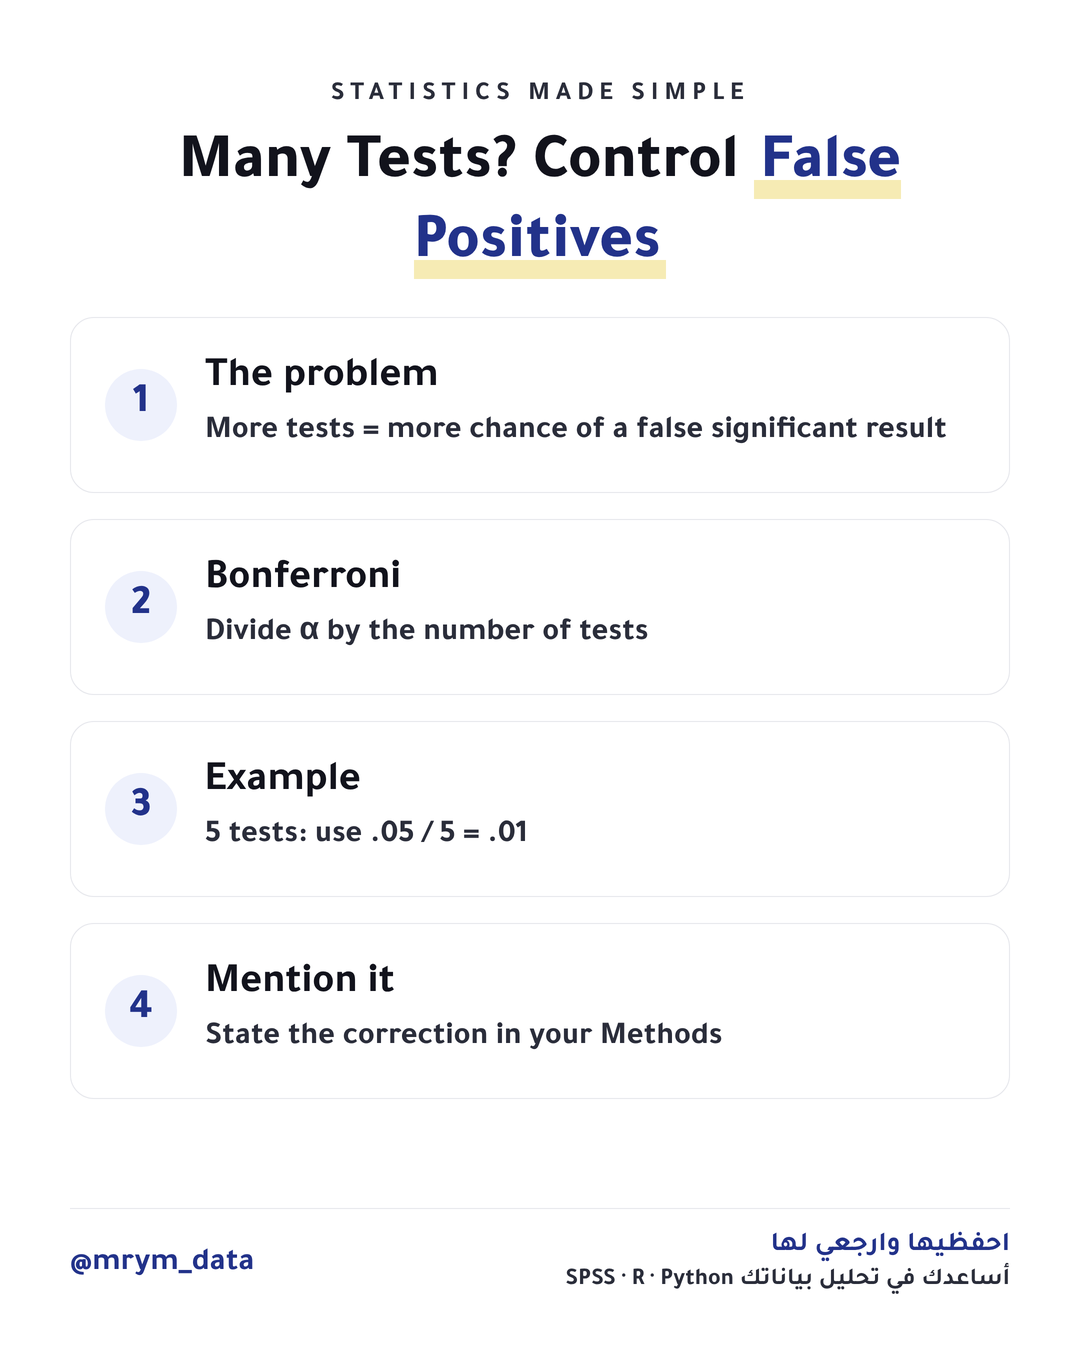 STATISTICS MADE SIMPLE
Many Tests? Control False
Positives
1
The problem
More tests = more chance of a false significant result
2
Bonferroni
Divide α by the number of tests
3
Example
5 tests: use .05 / 5 = .01
4
Mention it
State the correction in your Methods
@mrym_data
احفظيها وارجعي لها
أساعدك في تحليل بياناتك SPSS · R · Python